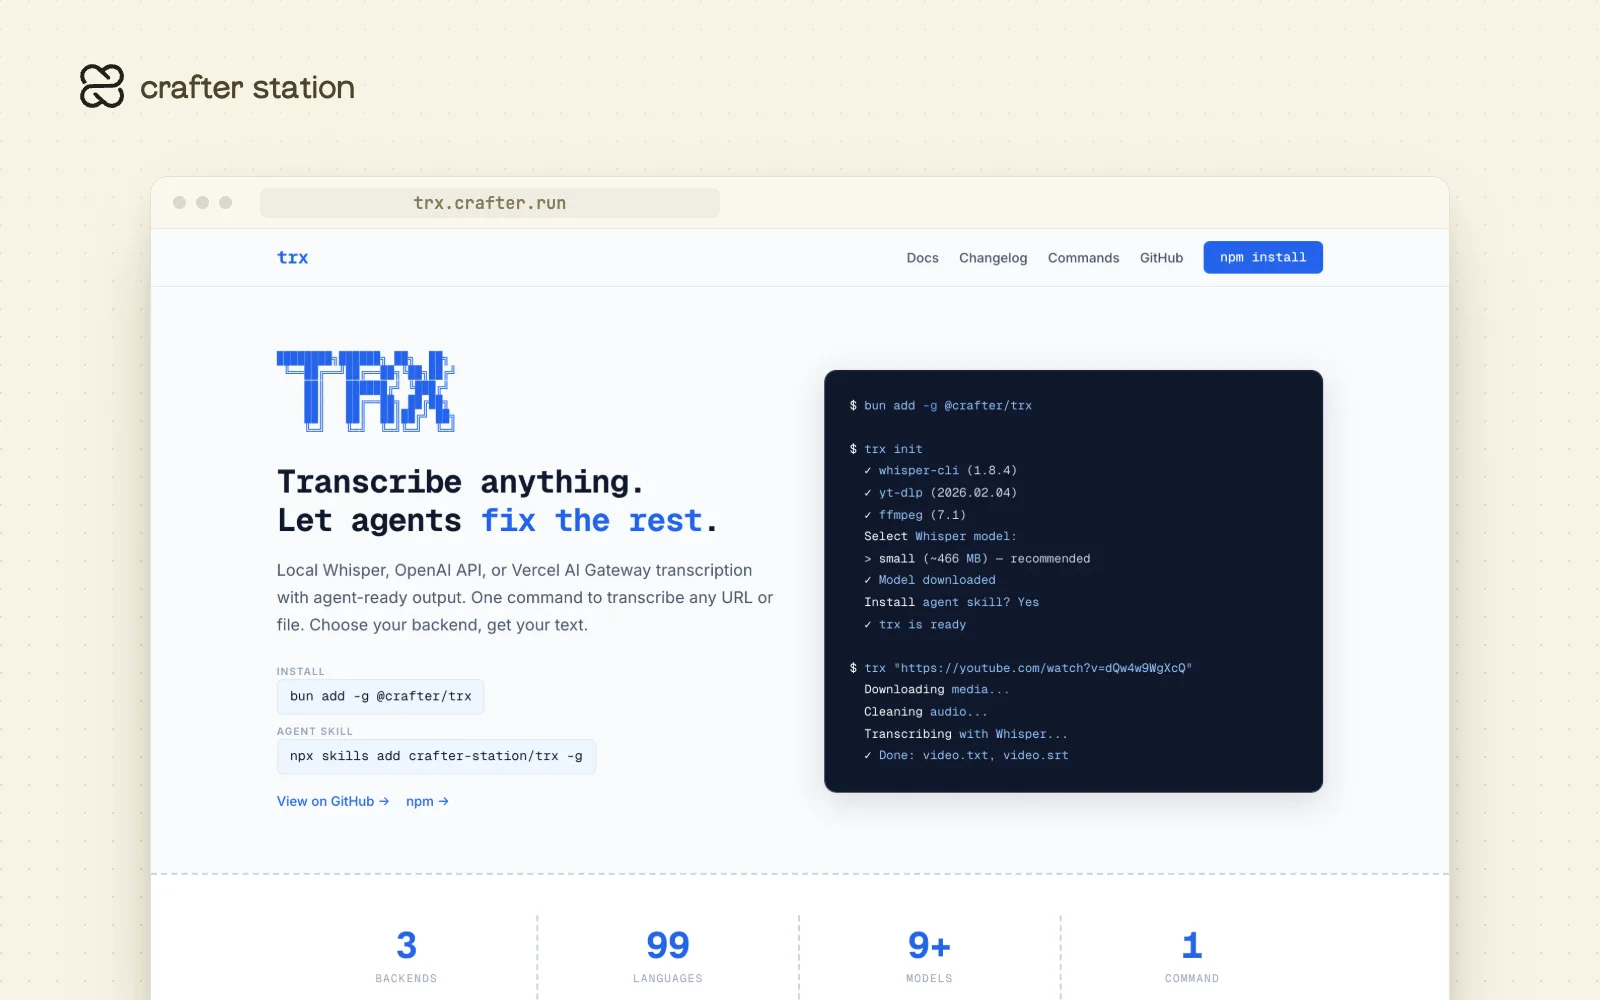 crafter station
trx.crafter.run
trx
Docs Changelog Commands GitHub npm install
TRX
Transcribe anything.
Let agents fix the rest.
Local Whisper, OpenAI API, or Vercel AI Gateway transcription
with agent-ready output. One command to transcribe any URL or
file. Choose your backend, get your text.
INSTALL
bun add -g @crafter/trx
AGENT SKILL
npx skills add crafter-station/trx -g
View on GitHub → npm →
$ bun add -g @crafter/trx
$ trx init
✓ whisper-cli (1.8.4)
✓ yt-dlp (2026.02.04)
✓ ffmpeg (7.1)
Select Whisper model:
> small (~466 MB) — recommended
✓ Model downloaded
Install agent skill? Yes
✓ trx is ready
$ trx "https://youtube.com/watch?v=dQw4w9WgXcQ"
Downloading media...
Cleaning audio...
Transcribing with Whisper...
✓ Done: video.txt, video.srt
3
BACKENDS
99
LANGUAGES
9+
MODELS
1
COMMAND